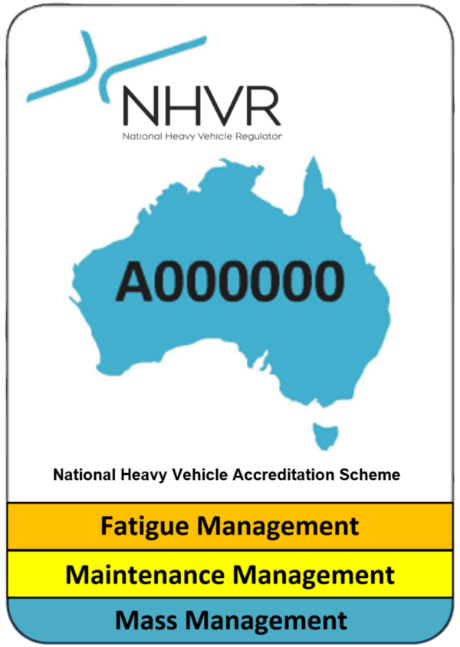 NHVR
National Heavy Vehicle Regulator
A000000
National Heavy Vehicle Accreditation Scheme
Fatigue Management
Maintenance Management
Mass Management